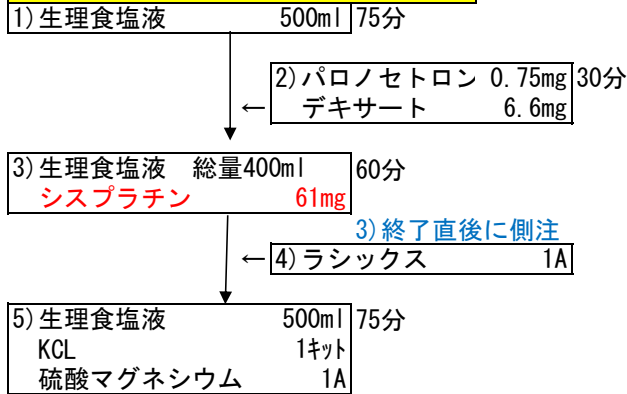 1)生理食塩液 500ml 75分
2)パロノセトロン 0.75mg 30分
← デキサート 6.6mg
3)生理食塩液 総量400ml 60分
シスプラチン 61mg
3)終了直後に側注
← 4)ラシックス 1A
5)生理食塩液 500ml 75分
KCL 1ｷｯﾄ
硫酸マグネシウム 1A